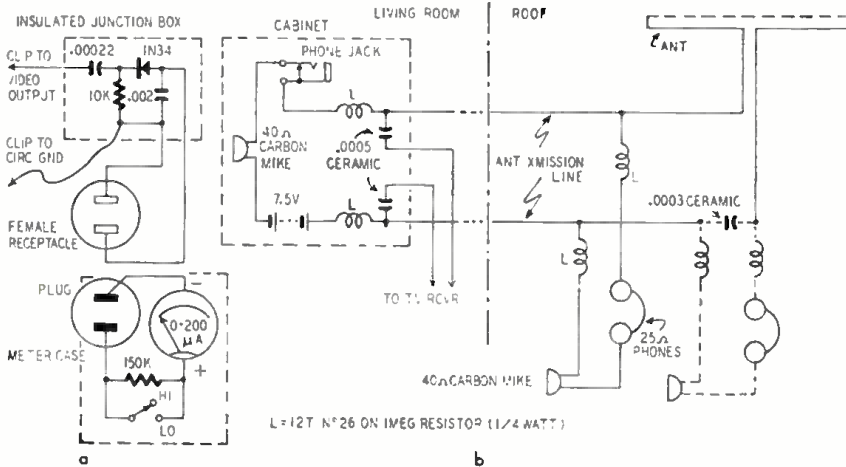 INSULATED JUNCTION BOX
.00022
IN34
CLIP TO
VIDEO
OUTPUT
10K
.002
CLIP TO
CIRC GND
FEMALE
RECEPTACLE
PLUG
METER CASE
0-200
μA
−
+
150K
HI
LO
a
LIVING ROOM
ROOF
CABINET
PHONE JACK
L
40Ω
CARBON
MIKE
.0005
CERAMIC
7.5V
L
TO TV RCVR
ANT
ANT XMISSION
LINE
L
.0003 CERAMIC
L
25Ω
PHONES
40Ω CARBON MIKE
L=12T Nº26 ON 1MEG RESISTOR (1/4 WATT)
b